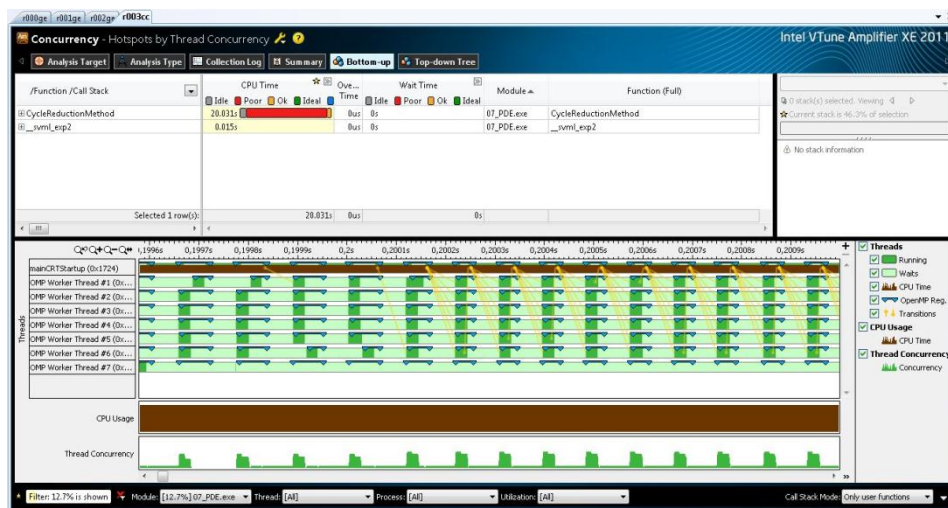 r000ge r001ge r002ge r003cc
Concurrency - Hotspots by Thread Concurrency
Intel VTune Amplifier XE 2011
Analysis Target Analysis Type Collection Log Summary Bottom-up Top-down Tree
/Function /Call Stack
CPU Time
Idle Poor Ok Ideal
Ove... Time
Wait Time
Idle Poor Ok Ideal
Module
Function (Full)
CycleReductionMethod 20.031s 0us 0s 07_PDE.exe CycleReductionMethod
__svml_exp2 0.015s 0us 0s 07_PDE.exe __svml_exp2
Selected 1 row(s): 20.031s 0us 0s
0 stack(s) selected. Viewing
Current stack is 46.3% of selection
No stack information
0,1996s 0,1997s 0,1998s 0,1999s 0,2s 0,2001s 0,2002s 0,2003s 0,2004s 0,2005s 0,2006s 0,2007s 0,2008s 0,2009s
Threads
mainCRTStartup (0x1724)
OMP Worker Thread #1 (0x...
OMP Worker Thread #2 (0x...
OMP Worker Thread #3 (0x...
OMP Worker Thread #4 (0x...
OMP Worker Thread #5 (0x...
OMP Worker Thread #6 (0x...
OMP Worker Thread #7 (0x...
CPU Usage
Thread Concurrency
Threads
Running
Waits
CPU Time
OpenMP Reg.
Transitions
CPU Usage
CPU Time
Thread Concurrency
Concurrency
Filter: 12.7% is shown Module: [12.7%] 07_PDE.exe Thread: [All] Process: [All] Utilization: [All] Call Stack Mode: Only user functions